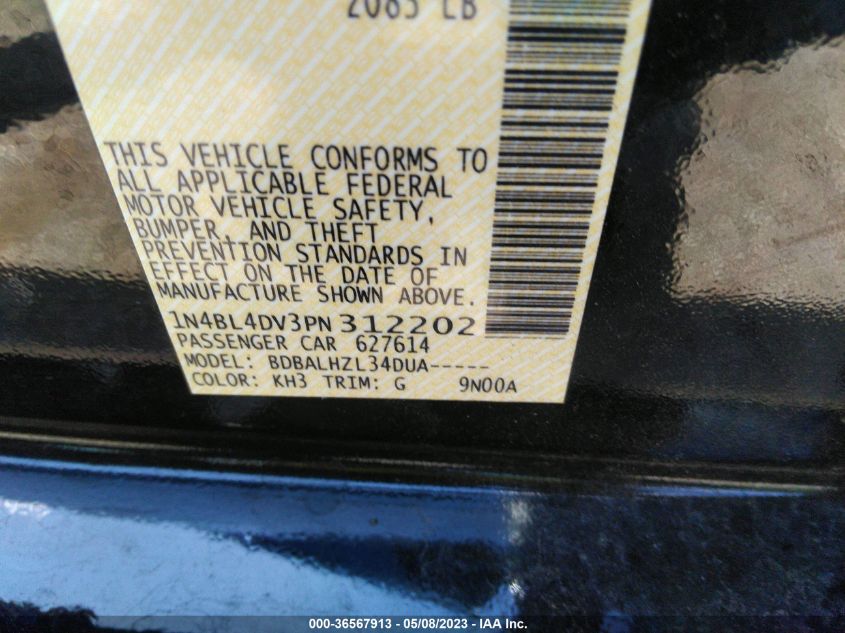 2085 LB
THIS VEHICLE CONFORMS TO
ALL APPLICABLE FEDERAL
MOTOR VEHICLE SAFETY,
BUMPER, AND THEFT
PREVENTION STANDARDS IN
EFFECT ON THE DATE OF
MANUFACTURE SHOWN ABOVE.
1N4BL4DV3PN312202
PASSENGER CAR 627614
MODEL: BDBALHZL34DUA-----
COLOR: KH3 TRIM: G 9N00A
000-36567913 - 05/08/2023 - IAA Inc.